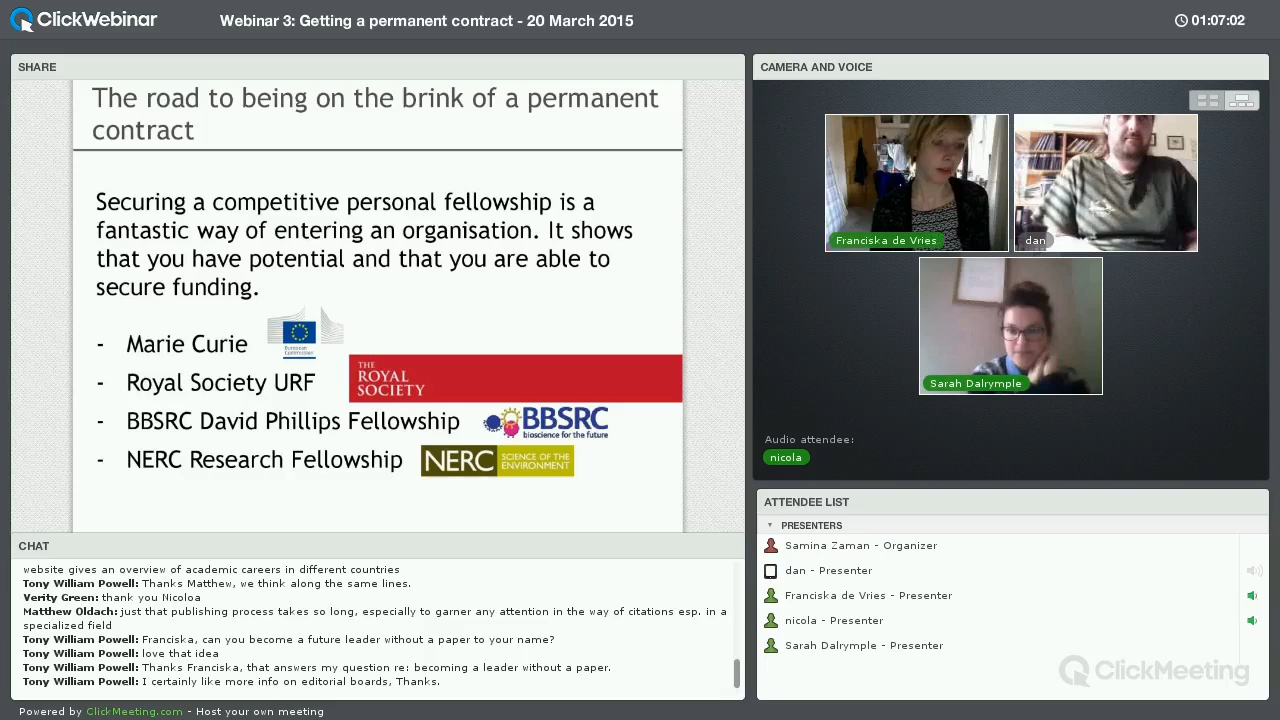 ClickWebinar
Webinar 3: Getting a permanent contract - 20 March 2015
01:07:02
SHARE
The road to being on the brink of a permanent
contract
Securing a competitive personal fellowship is a
fantastic way of entering an organisation. It shows
that you have potential and that you are able to
secure funding.
- Marie Curie
European
Commission
- Royal Society URF
THE
ROYAL
SOCIETY
- BBSRC David Phillips Fellowship
BBSRC
bioscience for the future
- NERC Research Fellowship
NERC SCIENCE OF THE
ENVIRONMENT
CHAT
website gives an overview of academic careers in different countries
Tony William Powell: Thanks Matthew, we think along the same lines.
Verity Green: thank you Nicoloa
Matthew Oldach: just that publishing process takes so long, especially to garner any attention in the way of citations esp. in a
specialized field
Tony William Powell: Franciska, can you become a future leader without a paper to your name?
Tony William Powell: love that idea
Tony William Powell: Thanks Franciska, that answers my question re: becoming a leader without a paper.
Tony William Powell: I certainly like more info on editorial boards, Thanks.
CAMERA AND VOICE
Franciska de Vries
dan
Sarah Dalrymple
Audio attendee:
nicola
ATTENDEE LIST
PRESENTERS
Samina Zaman - Organizer
dan - Presenter
Franciska de Vries - Presenter
nicola - Presenter
Sarah Dalrymple - Presenter
ClickMeeting
Powered by ClickMeeting.com - Host your own meeting